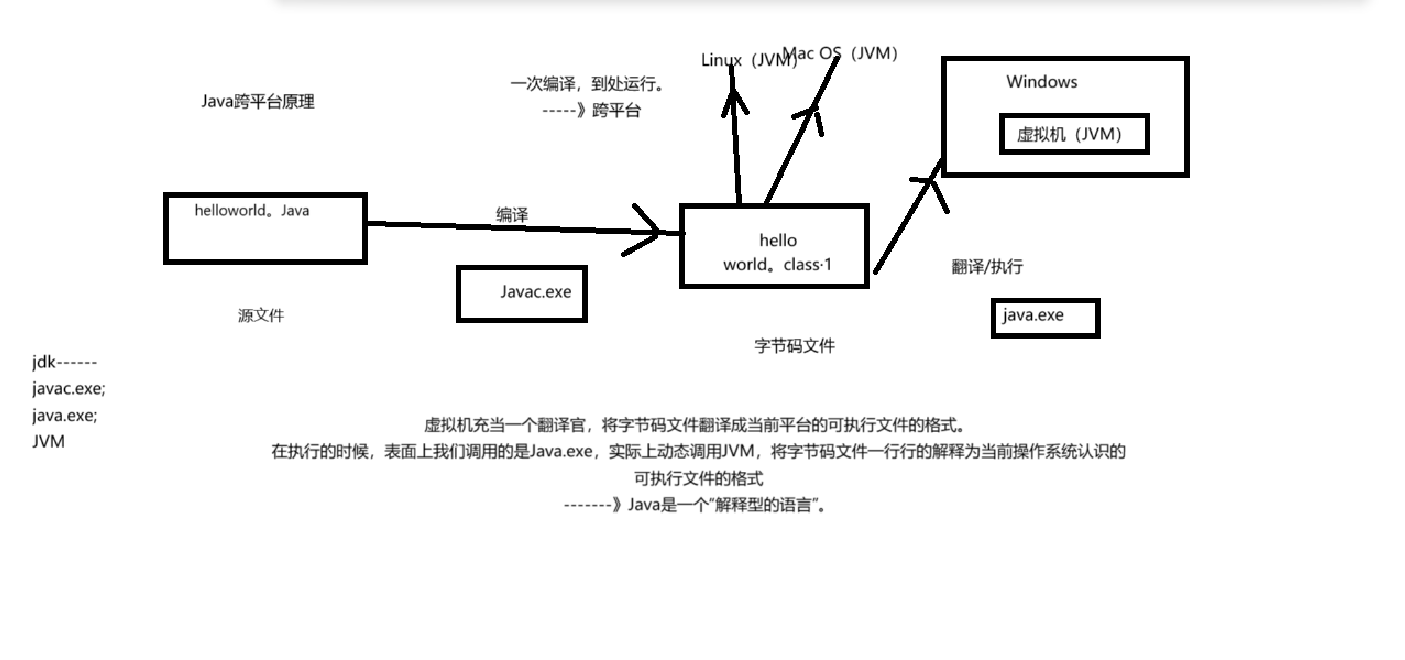 Java跨平台原理
一次编译，到处运行。
-----》跨平台
Linux（JVM）
Mac OS（JVM）
Windows
虚拟机（JVM）
helloworld。Java
编译
Javac.exe
hello
world。class·1
翻译/执行
java.exe
源文件
字节码文件
jdk------
javac.exe;
java.exe;
JVM
虚拟机充当一个翻译官，将字节码文件翻译成当前平台的可执行文件的格式。
在执行的时候，表面上我们调用的是Java.exe，实际上动态调用JVM，将字节码文件一行行的解释为当前操作系统认识的
可执行文件的格式
-------》Java是一个“解释型的语言”。